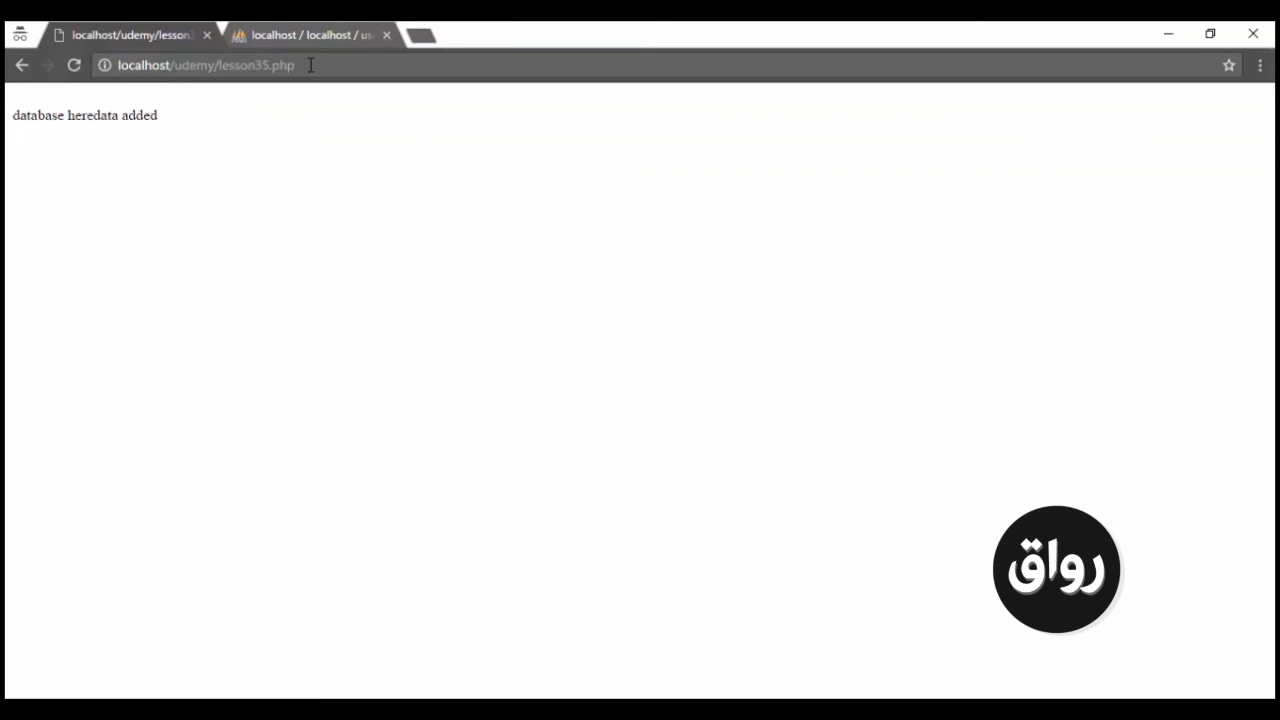 localhost/udemy/lesson
localhost / localhost / us
localhost/udemy/lesson35.php
database heredata added
رواق